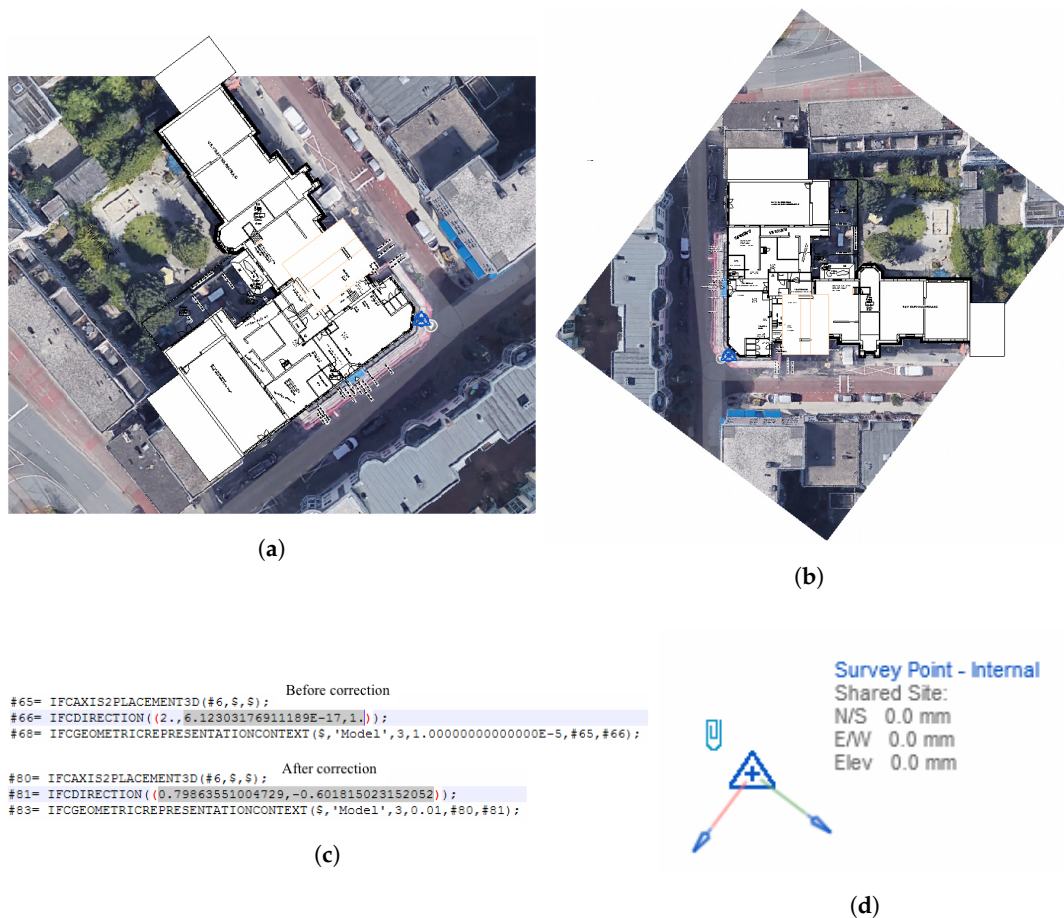 (a)
(b)
Before correction
#65= IFCAXIS2PLACEMENT3D(#6,$,$);
#66= IFCDIRECTION((2.,6.12303176911189E-17,1.));
#68= IFCGEOMETRICREPRESENTATIONCONTEXT($,'Model',3,1.00000000000000E-5,#65,#66);
After correction
#80= IFCAXIS2PLACEMENT3D(#6,$,$);
#81= IFCDIRECTION((0.79863551004729,-0.601815023152052));
#83= IFCGEOMETRICREPRESENTATIONCONTEXT($,'Model',3,0.01,#80,#81);
(c)
Survey Point - Internal
Shared Site:
N/S 0.0 mm
E/W 0.0 mm
Elev 0.0 mm
(d)